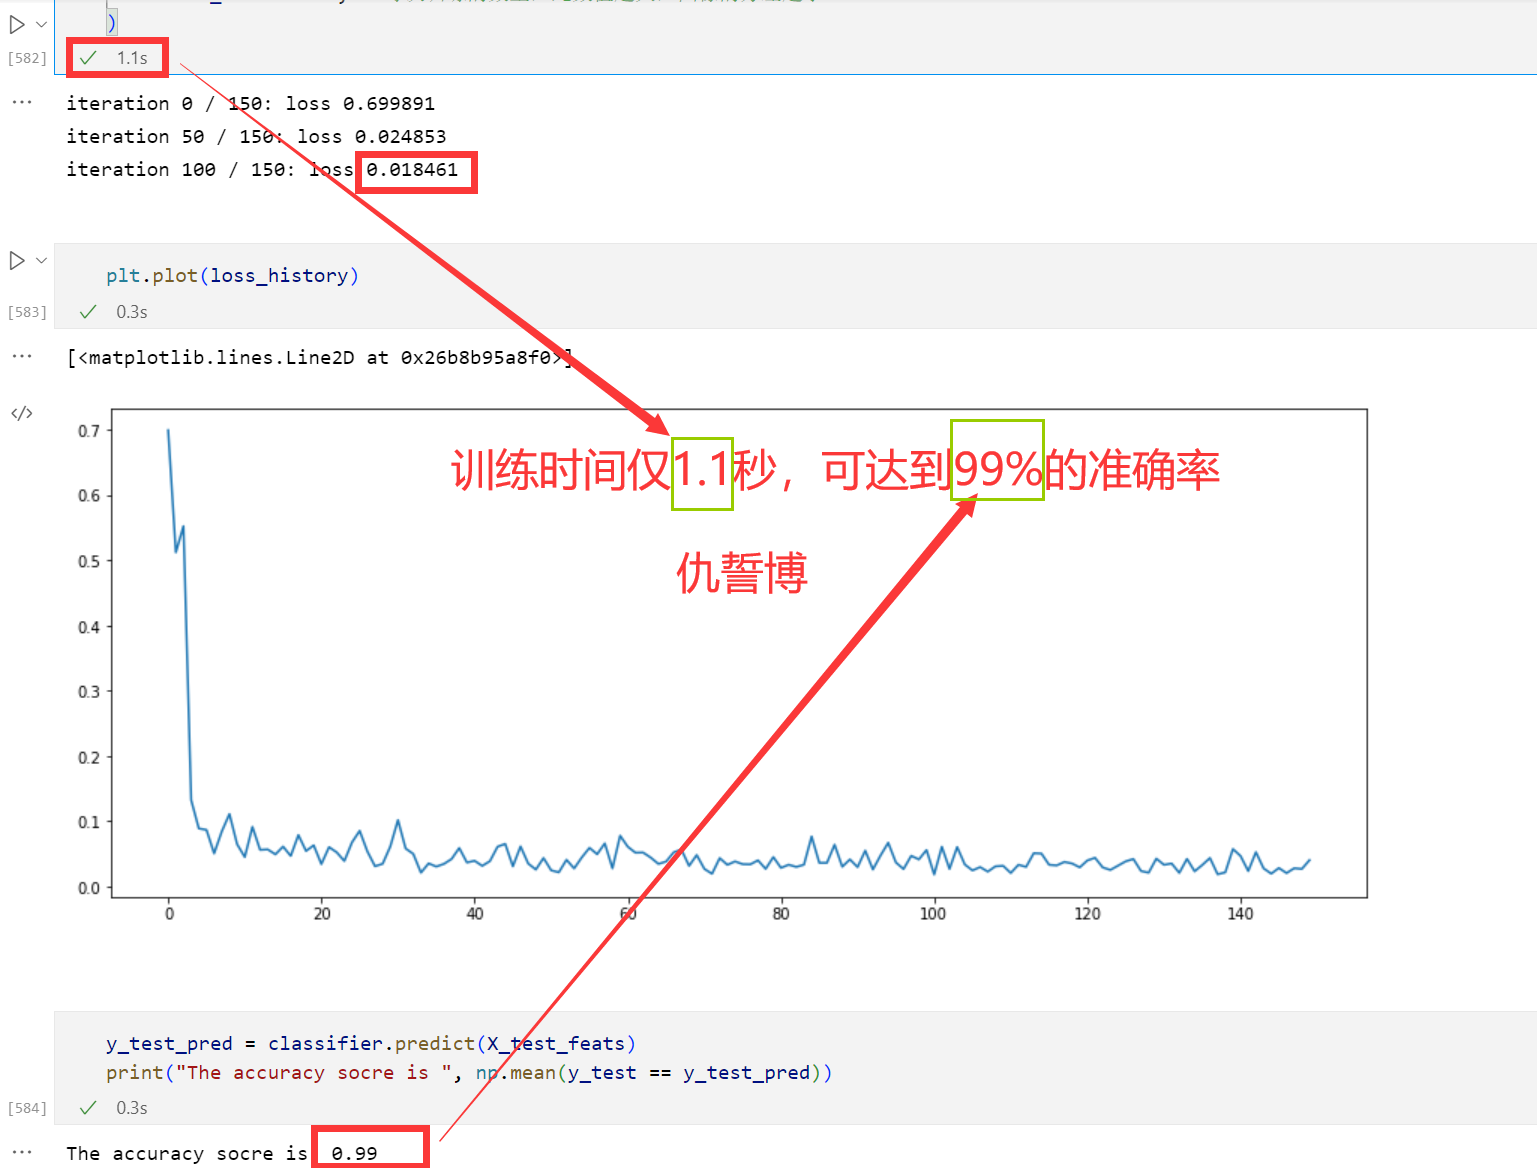 )
[582]
1.1s
iteration 0 / 150: loss 0.699891
iteration 50 / 150: loss 0.024853
iteration 100 / 150: loss 0.018461
plt.plot(loss_history)
[583]
0.3s
[<matplotlib.lines.Line2D at 0x26b8b95a8f0>]
训练时间仅1.1秒，可达到99%的准确率
仇誓博
0.7
0.6
0.5
0.4
0.3
0.2
0.1
0.0
0 20 40 60 80 100 120 140
y_test_pred = classifier.predict(X_test_feats)
print("The accuracy socre is ", np.mean(y_test == y_test_pred))
[584]
0.3s
The accuracy socre is  0.99